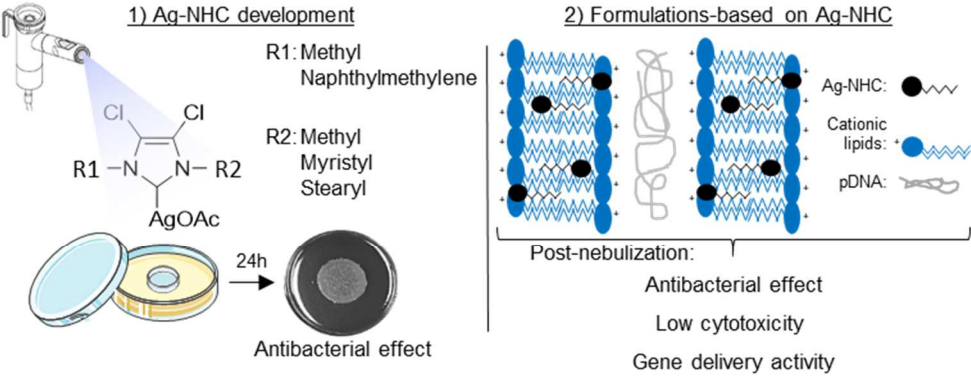 1) Ag-NHC development
R1: Methyl
Naphthylmethylene
R2: Methyl
Myristyl
Stearyl
Cl
Cl
R1
N
N
R2
AgOAc
24h
Antibacterial effect
2) Formulations-based on Ag-NHC
Ag-NHC:
Cationic
lipids:
pDNA:
Post-nebulization:
Antibacterial effect
Low cytotoxicity
Gene delivery activity